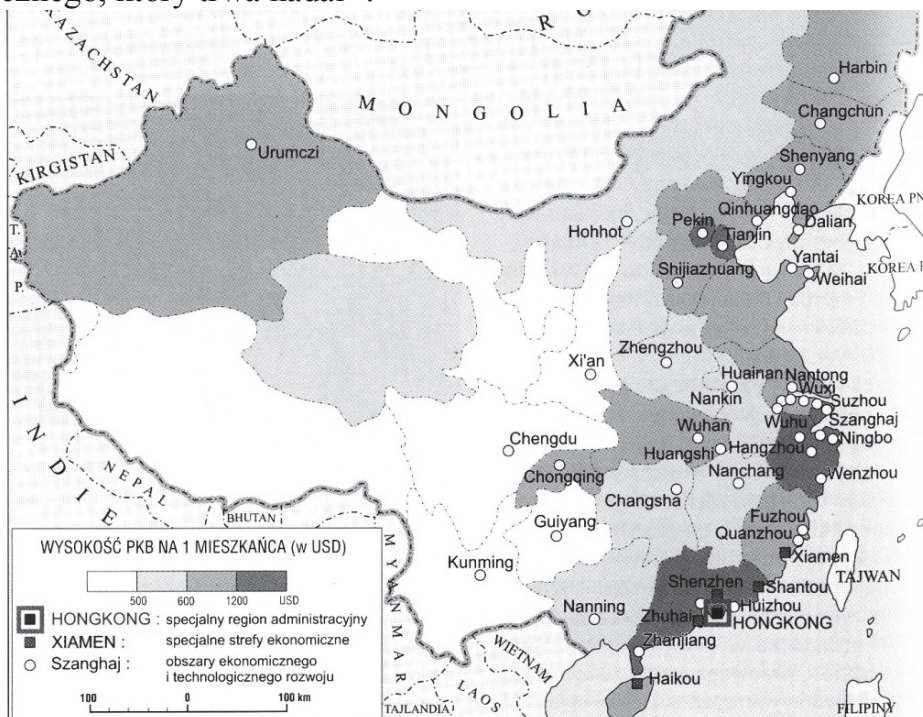 cznego, który trwa nadal
KAZACHSTAN
MONGOLIA
Harbin
Changchun
Urumczi
KIRGISTAN
Shenyang
Yingkou
KOREA PN
Qinhuangdao
Pekin
Dalian
Hohhot
Tianjin
Yantai
KOREA
Shijiazhuang
Weihai
Zhengzhou
Xi'an
Huainan
Nantong
Wuxi
Nankin
Suzhou
Szanghaj
Wuhu
Wuhan
Chengdu
Hangzhou
Ningbo
Huangshi
Chongqing
Nanchang
Wenzhou
Changsha
INDIE
NEPAL
BHUTAN
Guiyang
Fuzhou
Quanzhou
Kunming
Xiamen
MYANMAR
Shenzhen
Shantou
TAJWAN
Nanning
Zhuhai
Huizhou
HONGKONG
Zhanjiang
WIETNAM
LAOS
Haikou
TAJLANDIA
FILIPINY
WYSOKOŚĆ PKB NA 1 MIESZKAŃCA (w USD)
500 600 1200 USD
HONGKONG : specjalny region administracyjny
XIAMEN : specjalne strefy ekonomiczne
Szanghaj : obszary ekonomicznego
i technologicznego rozwoju
100 0 100 km